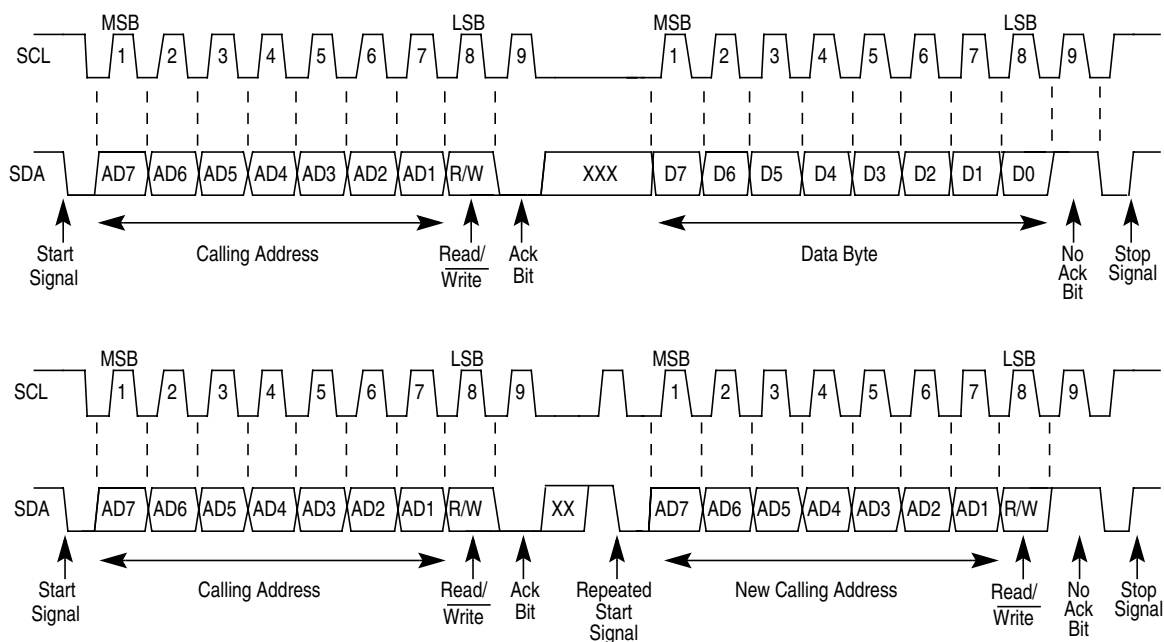 MSB LSB MSB LSB
SCL 1 2 3 4 5 6 7 8 9 1 2 3 4 5 6 7 8 9
SDA AD7 AD6 AD5 AD4 AD3 AD2 AD1 R/W XXX D7 D6 D5 D4 D3 D2 D1 D0
Start Signal
Calling Address
Read/
Write
Ack
Bit
Data Byte
No
Ack
Bit
Stop
Signal
MSB LSB MSB LSB
SCL 1 2 3 4 5 6 7 8 9 1 2 3 4 5 6 7 8 9
SDA AD7 AD6 AD5 AD4 AD3 AD2 AD1 R/W XX AD7 AD6 AD5 AD4 AD3 AD2 AD1 R/W
Start
Signal
Calling Address
Read/
Write
Ack
Bit
Repeated
Start
Signal
New Calling Address
Read/
Write
No
Ack
Bit
Stop
Signal